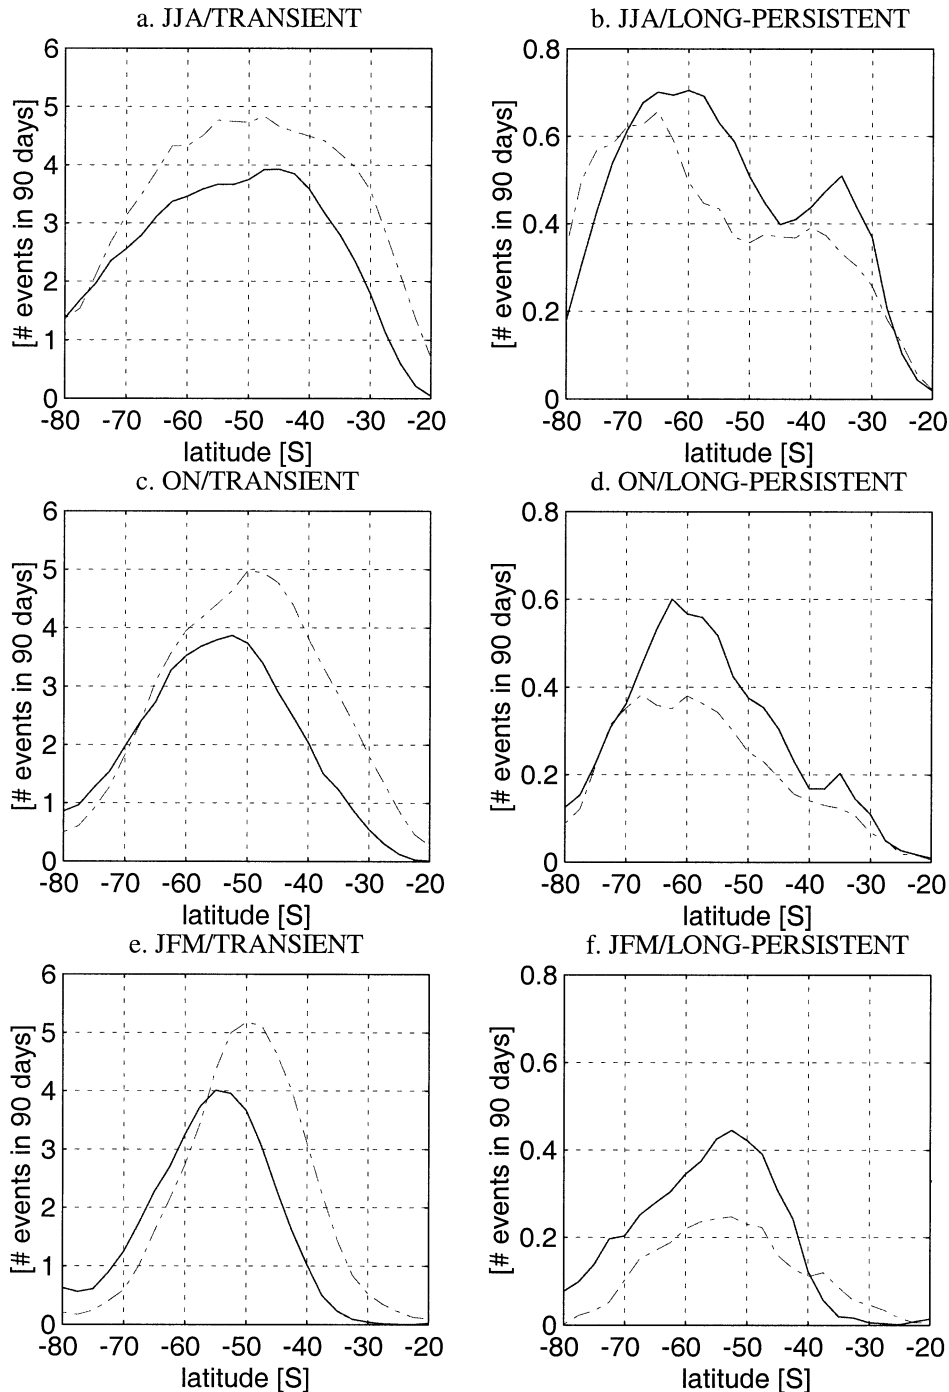 a. JJA/TRANSIENT
[# events in 90 days]
6
5
4
3
2
1
0
-80 -70 -60 -50 -40 -30 -20
latitude [S]
b. JJA/LONG-PERSISTENT
[# events in 90 days]
0.8
0.6
0.4
0.2
0
-80 -70 -60 -50 -40 -30 -20
latitude [S]
c. ON/TRANSIENT
[# events in 90 days]
6
5
4
3
2
1
0
-80 -70 -60 -50 -40 -30 -20
latitude [S]
d. ON/LONG-PERSISTENT
[# events in 90 days]
0.8
0.6
0.4
0.2
0
-80 -70 -60 -50 -40 -30 -20
latitude [S]
e. JFM/TRANSIENT
[# events in 90 days]
6
5
4
3
2
1
0
-80 -70 -60 -50 -40 -30 -20
latitude [S]
f. JFM/LONG-PERSISTENT
[# events in 90 days]
0.8
0.6
0.4
0.2
0
-80 -70 -60 -50 -40 -30 -20
latitude [S]